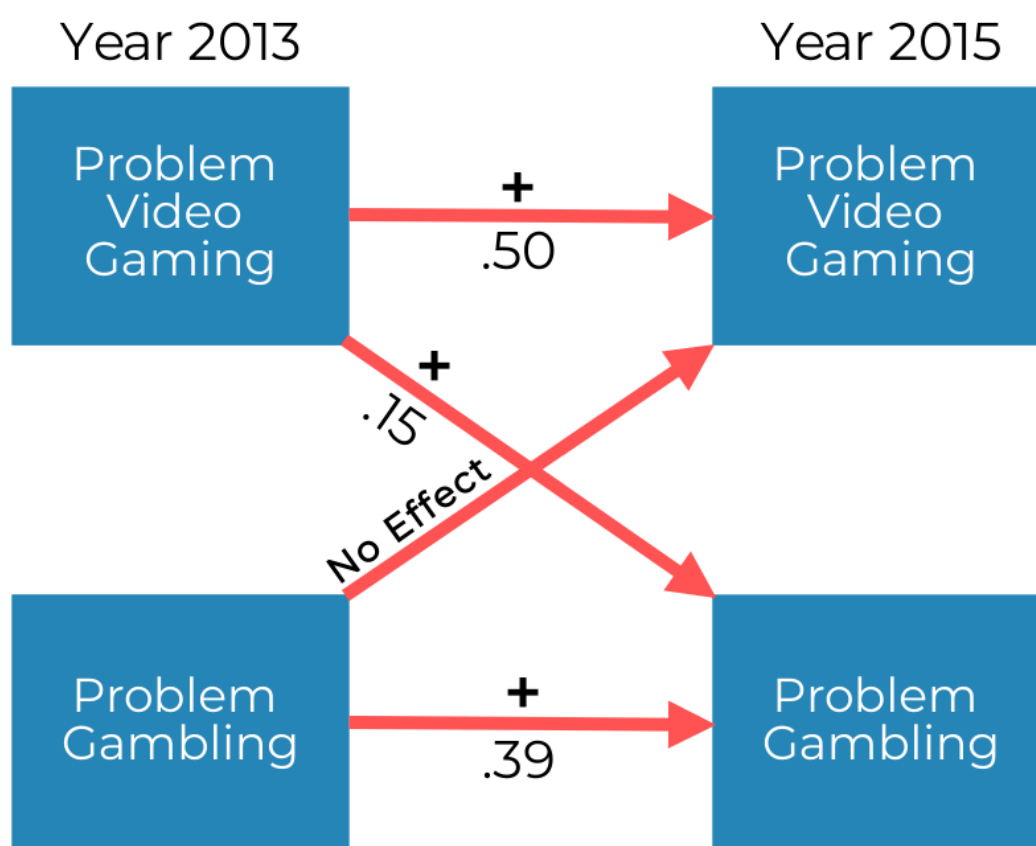 Year 2013
Year 2015
Problem
Video
Gaming
+
.50
Problem
Video
Gaming
+
.15
No Effect
Problem
Gambling
+
.39
Problem
Gambling